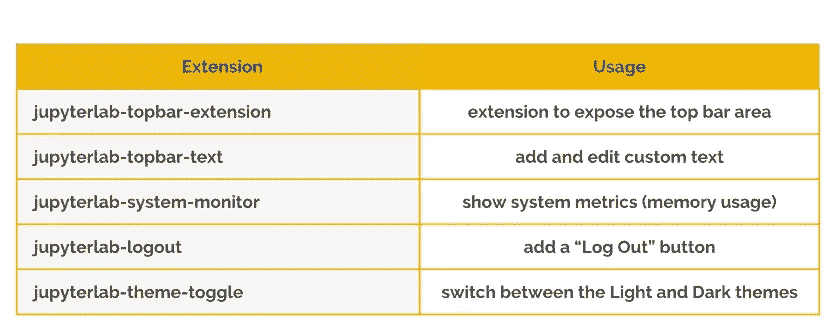 Extension Usage
jupyterlab-topbar-extension extension to expose the top bar area
jupyterlab-topbar-text add and edit custom text
jupyterlab-system-monitor show system metrics (memory usage)
jupyterlab-logout add a “Log Out” button
jupyterlab-theme-toggle switch between the Light and Dark themes